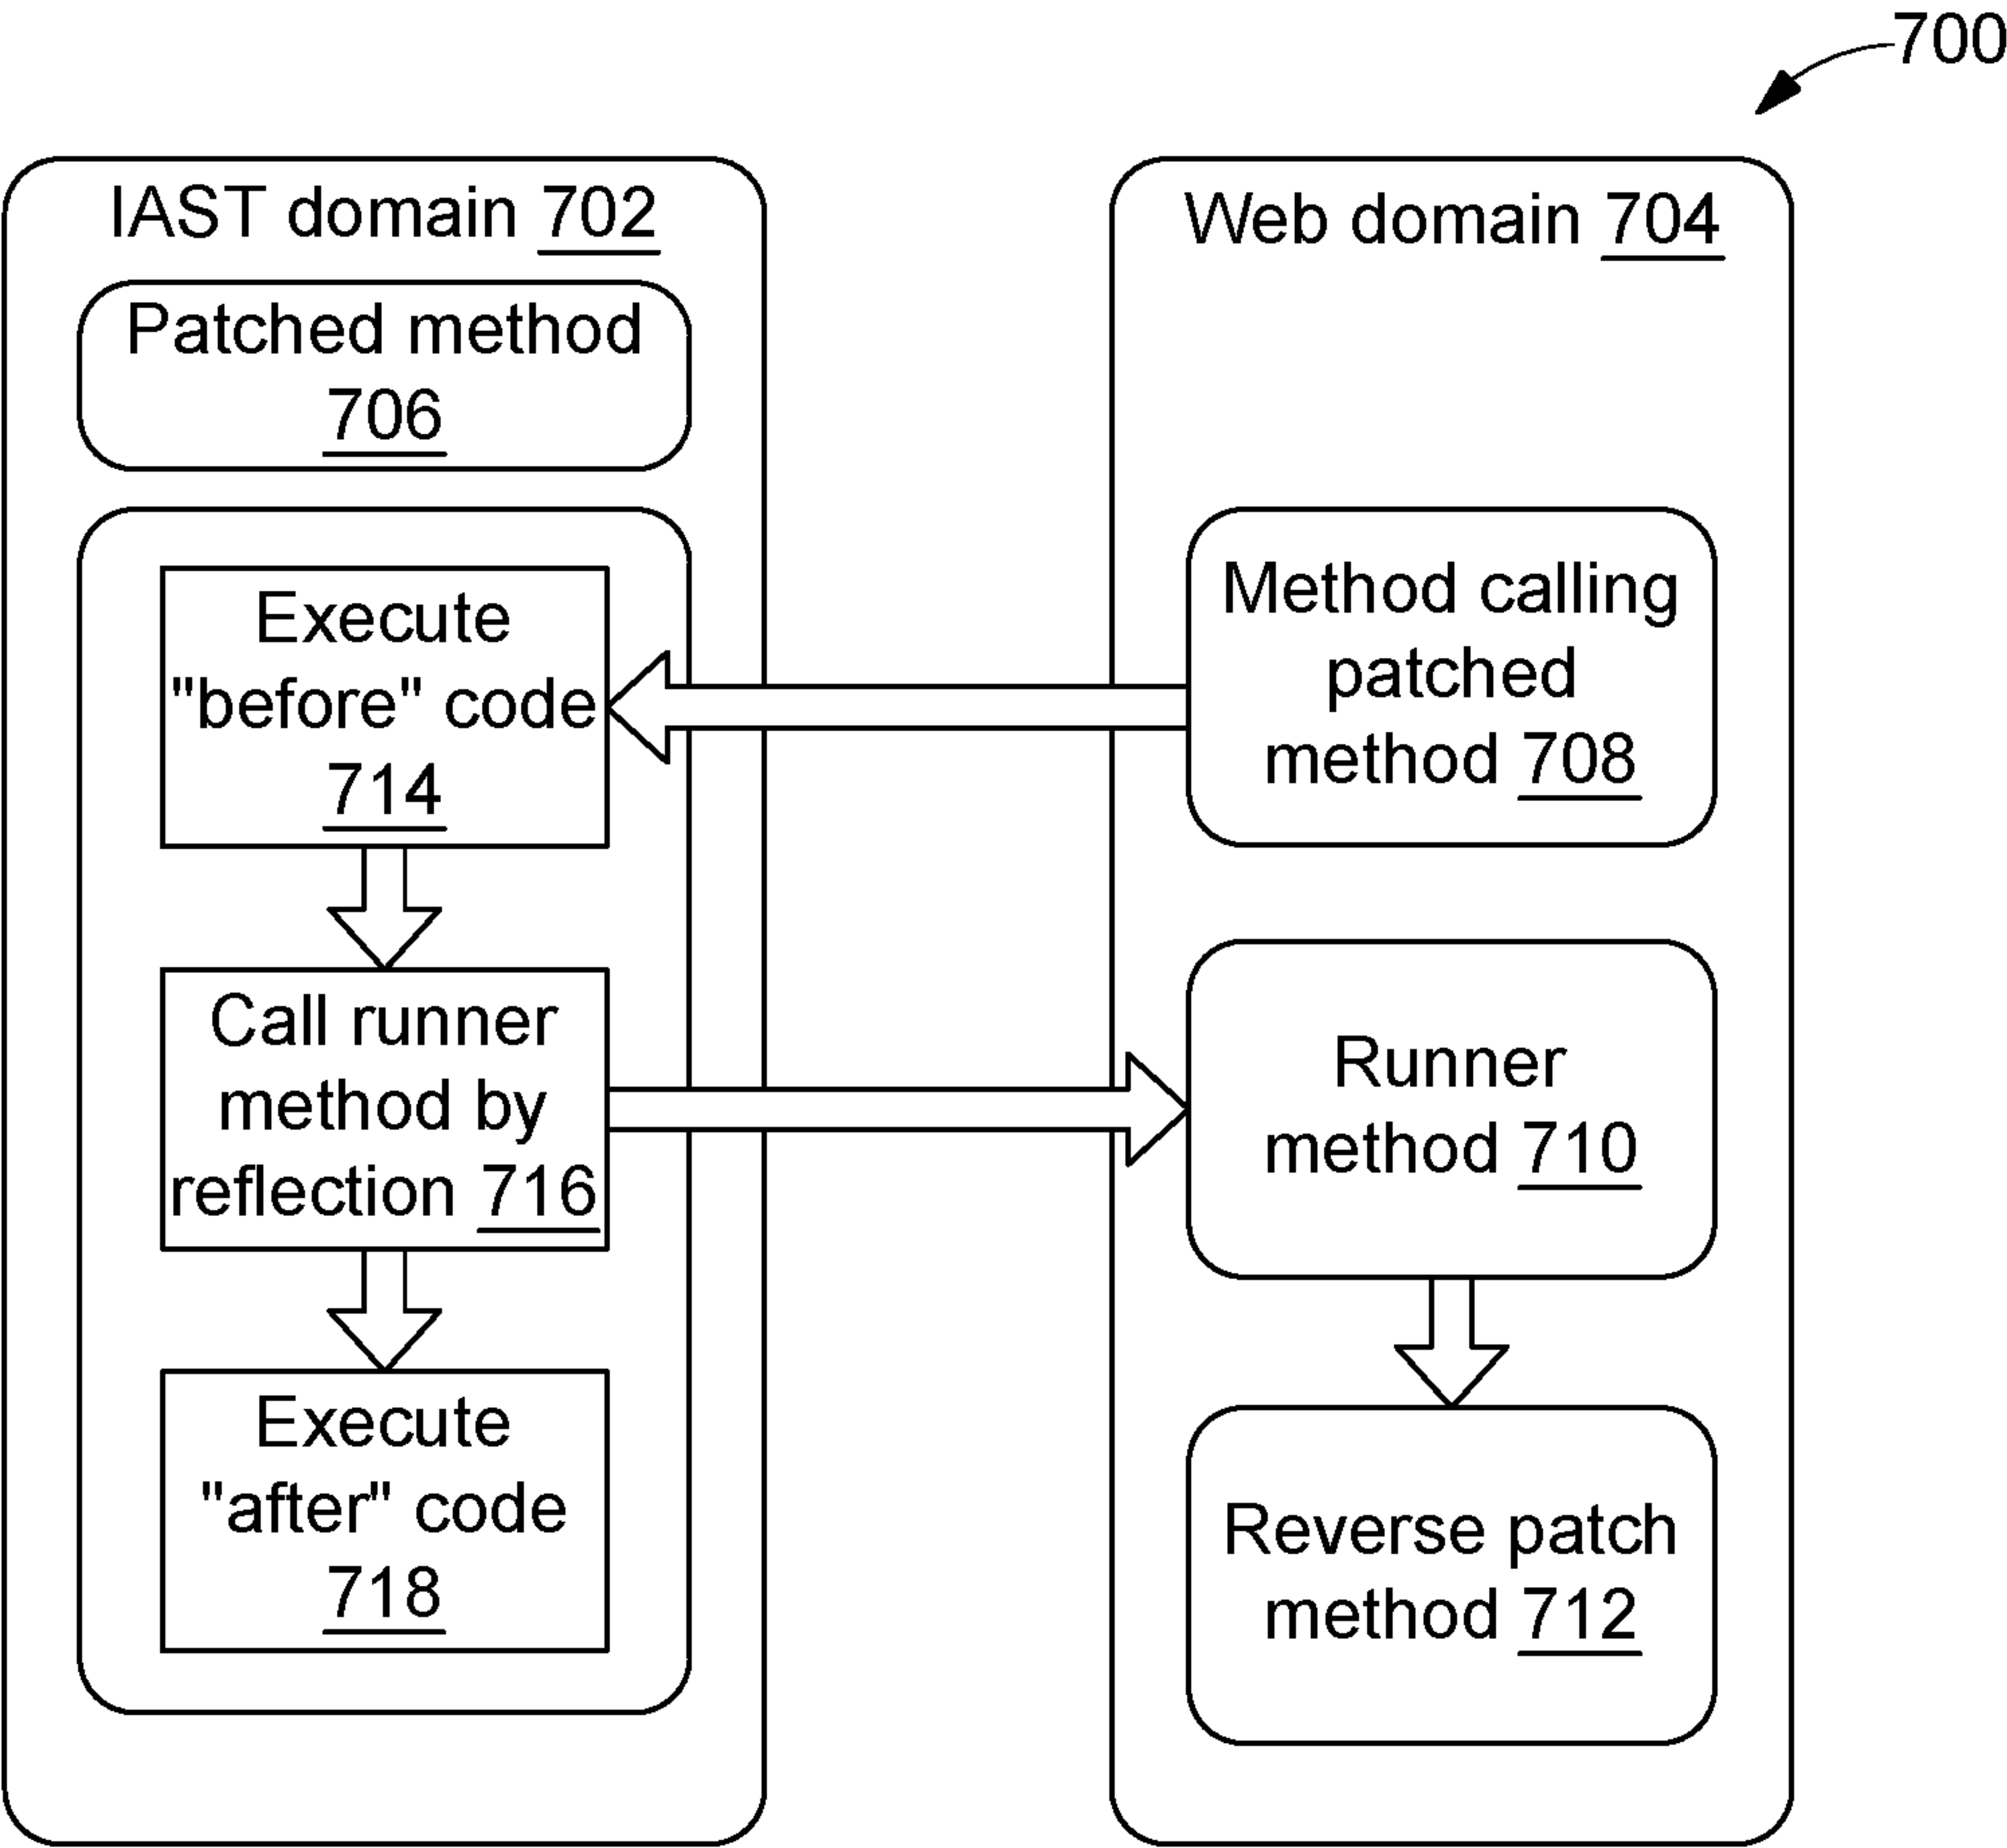 700
IAST domain 702
Patched method
706
Execute
"before" code
714
Call runner
method by
reflection 716
Execute
"after" code
718
Web domain 704
Method calling
patched
method 708
Runner
method 710
Reverse patch
method 712